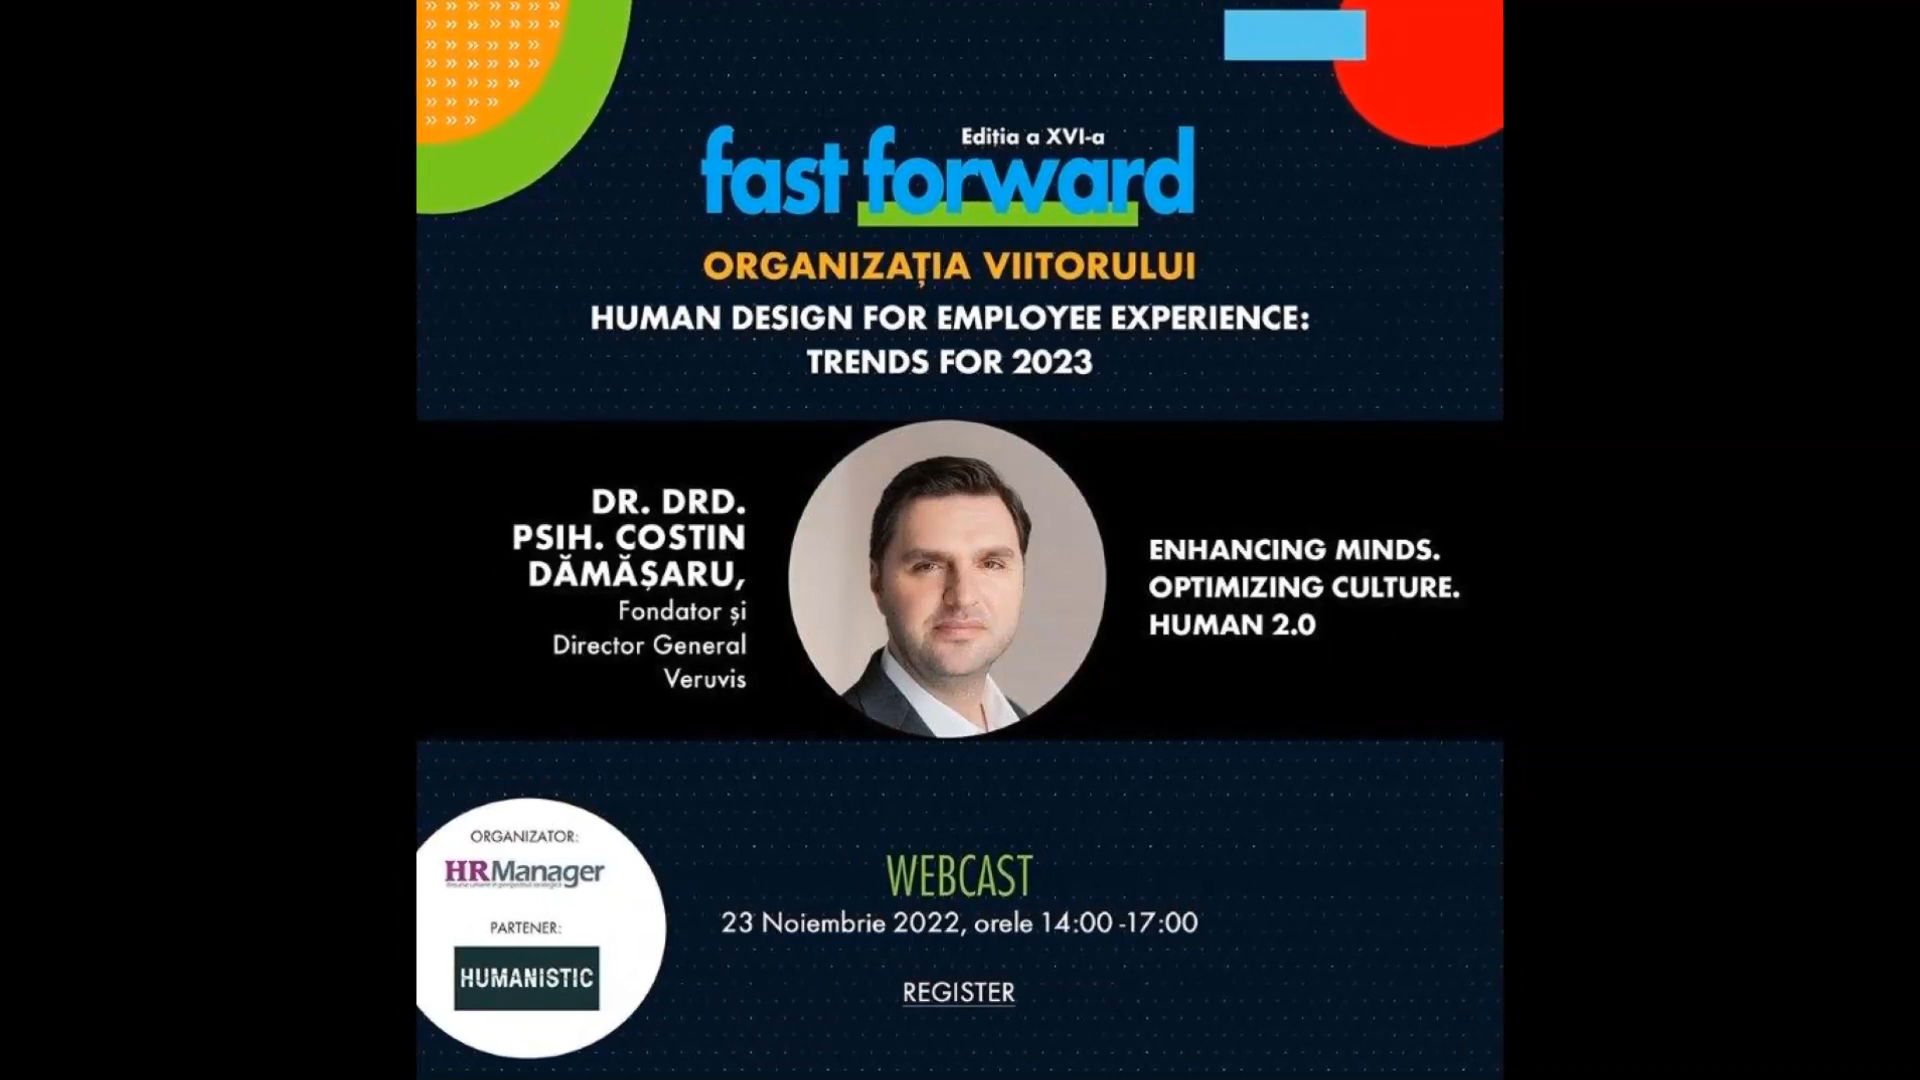 Ediția a XVI-a
fast forward
ORGANIZAȚIA VIITORULUI
HUMAN DESIGN FOR EMPLOYEE EXPERIENCE:
TRENDS FOR 2023
DR. DRD.
PSIH. COSTIN
DĂMĂȘARU,
Fondator și
Director General
Veruvis
ENHANCING MINDS.
OPTIMIZING CULTURE.
HUMAN 2.0
ORGANIZATOR:
HRManager
PARTENER:
HUMANISTIC
WEBCAST
23 Noiembrie 2022, orele 14:00 -17:00
REGISTER